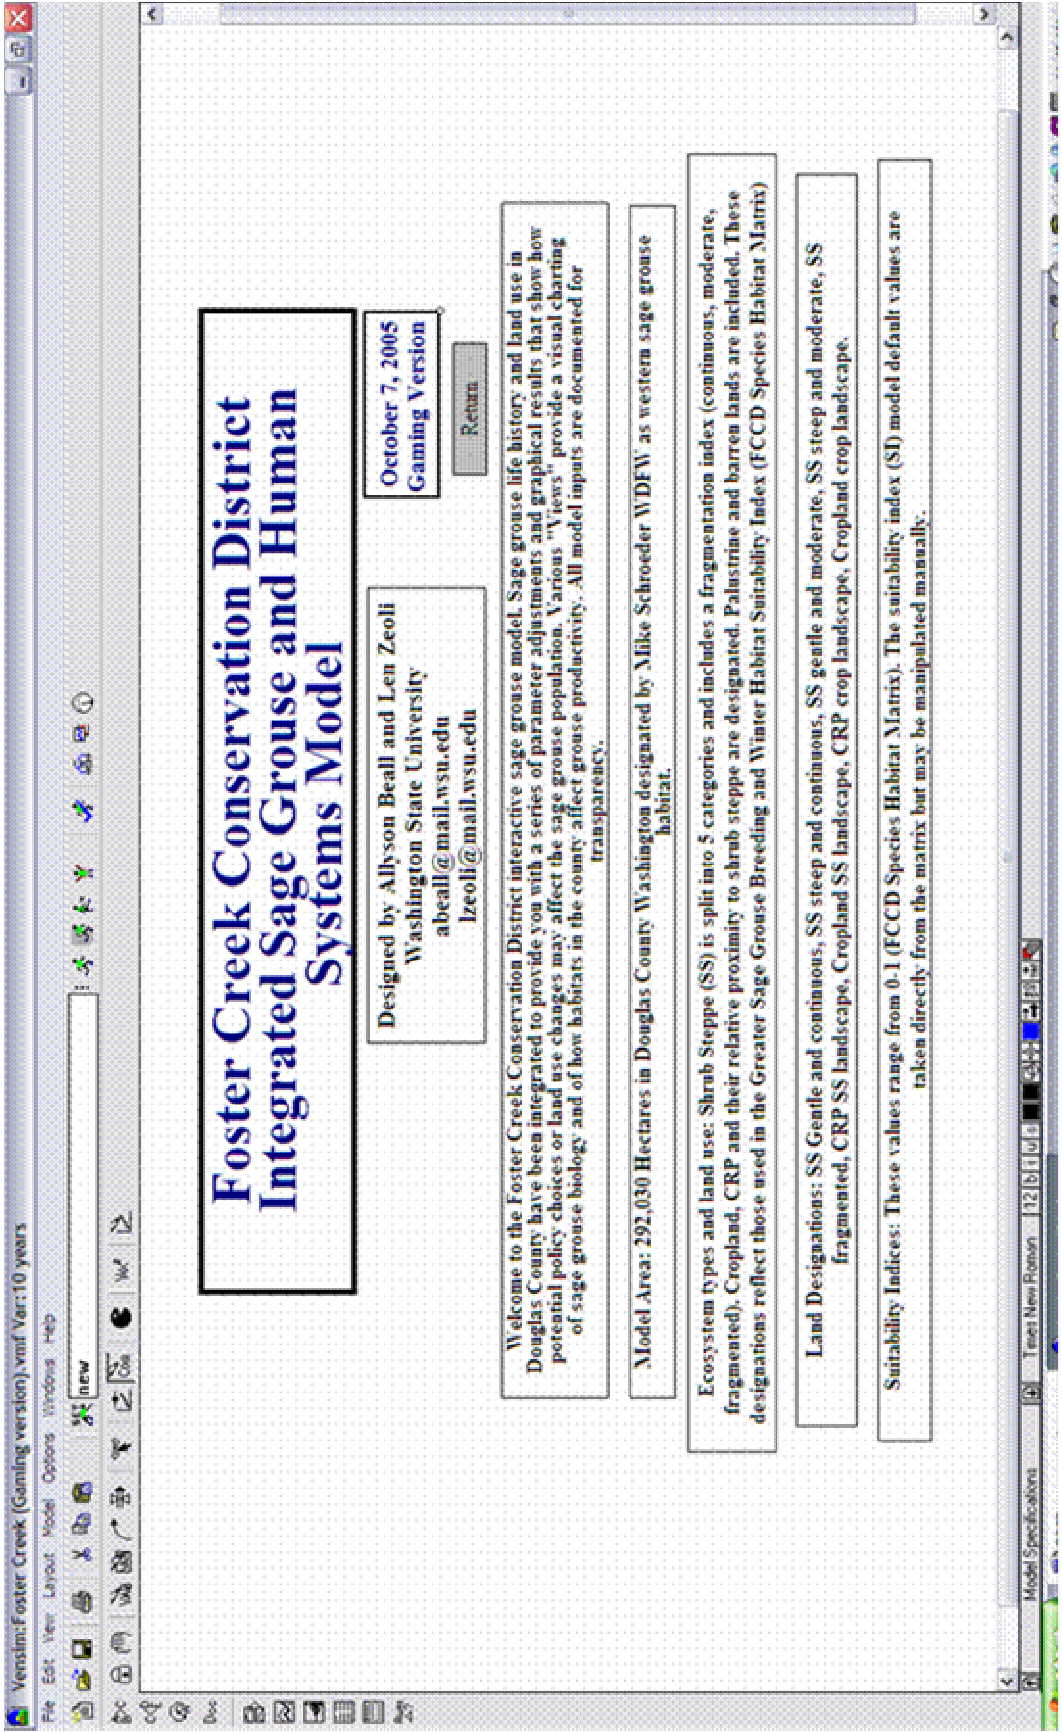 Vensim:Foster Creek (Gaming version).vmf Var:10 years
File Edit View Layout Model Options Windows Help
new
Foster Creek Conservation District
Integrated Sage Grouse and Human
Systems Model
October 7, 2005
Gaming Version
Designed by Allyson Beall and Len Zeoli
Washington State University
abeall@mail.wsu.edu
lzeoli@mail.wsu.edu
Return
Welcome to the Foster Creek Conservation District interactive sage grouse model. Sage grouse life history and land use in
Douglas County have been integrated to provide you with a series of parameter adjustments and graphical results that show how
potential policy choices or land use changes may affect the sage grouse population. Various "Views" provide a visual charting
of sage grouse biology and of how habitats in the county affect grouse productivity. All model inputs are documented for
transparency.
Model Area: 292,030 Hectares in Douglas County Washington designated by Mike Schroeder WDFW as western sage grouse
habitat.
Ecosystem types and land use: Shrub Steppe (SS) is split into 5 categories and includes a fragmentation index (continuous, moderate,
fragmented). Cropland, CRP and their relative proximity to shrub steppe are designated. Palustrine and barren lands are included. These
designations reflect those used in the Greater Sage Grouse Breeding and Winter Habitat Suitability Index (FCCD Species Habitat Matrix)
Land Designations: SS Gentle and continuous, SS steep and continuous, SS gentle and moderate, SS steep and moderate, SS
fragmented, CRP SS landscape, Cropland SS landscape, CRP crop landscape, Cropland crop landscape.
Suitability Indices: These values range from 0-1 (FCCD Species Habitat Matrix). The suitability index (SI) model default values are
taken directly from the matrix but may be manipulated manually.
Model Specifications
Times New Roman
12 b i u s